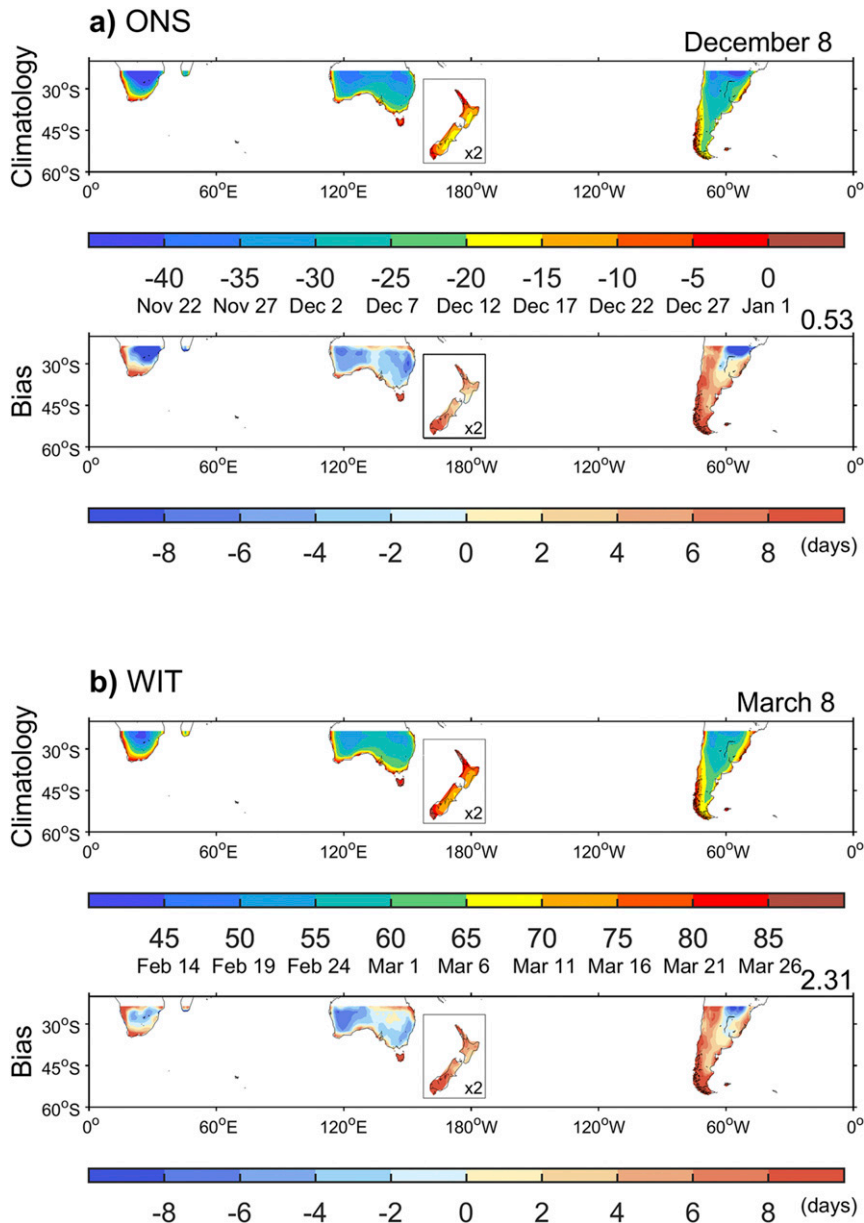 a) ONS
December 8
Climatology
30°S
45°S
60°S
x2
0° 60°E 120°E 180°W 120°W 60°W 0°
-40 -35 -30 -25 -20 -15 -10 -5 0
Nov 22 Nov 27 Dec 2 Dec 7 Dec 12 Dec 17 Dec 22 Dec 27 Jan 1
0.53
Bias
30°S
45°S
60°S
x2
0° 60°E 120°E 180°W 120°W 60°W 0°
-8 -6 -4 -2 0 2 4 6 8 (days)
b) WIT
March 8
Climatology
30°S
45°S
60°S
x2
0° 60°E 120°E 180°W 120°W 60°W 0°
45 50 55 60 65 70 75 80 85
Feb 14 Feb 19 Feb 24 Mar 1 Mar 6 Mar 11 Mar 16 Mar 21 Mar 26
2.31
Bias
30°S
45°S
60°S
x2
0° 60°E 120°E 180°W 120°W 60°W 0°
-8 -6 -4 -2 0 2 4 6 8 (days)